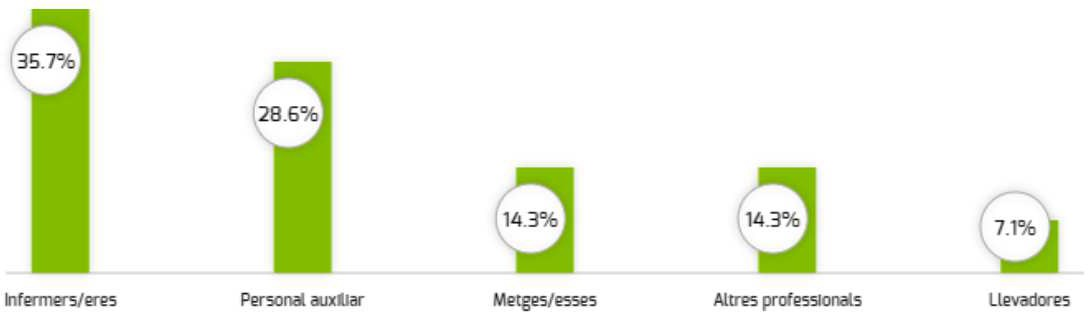 35.7%
28.6%
14.3%
14.3%
7.1%
Infermers/eres
Personal auxiliar
Metges/esses
Altres professionals
Llevadores